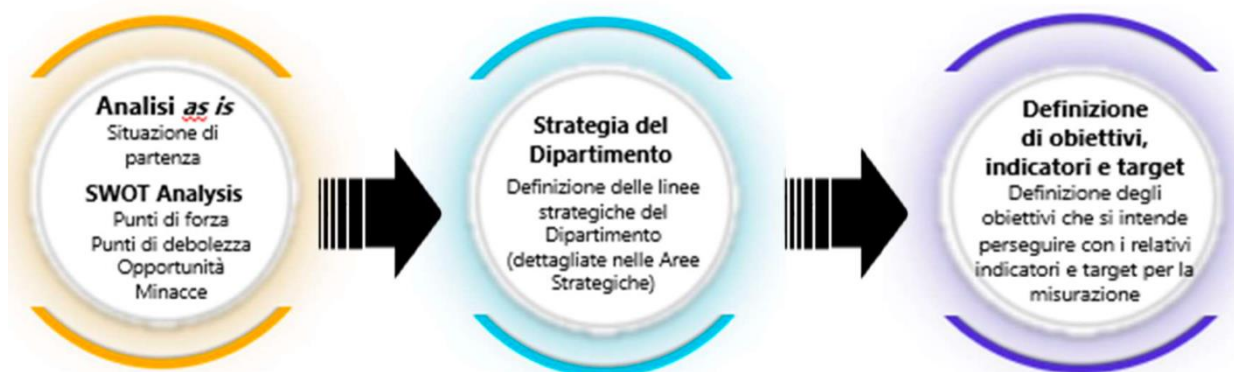 Analisi as is
Situazione di
partenza
SWOT Analysis
Punti di forza
Punti di debolezza
Opportunità
Minacce
Strategia del
Dipartimento
Definizione delle linee
strategiche del
Dipartimento
(dettagliate nelle Aree
Strategiche)
Definizione
di obiettivi,
indicatori e target
Definizione degli
obiettivi che si intende
perseguire con i relativi
indicatori e target per la
misurazione